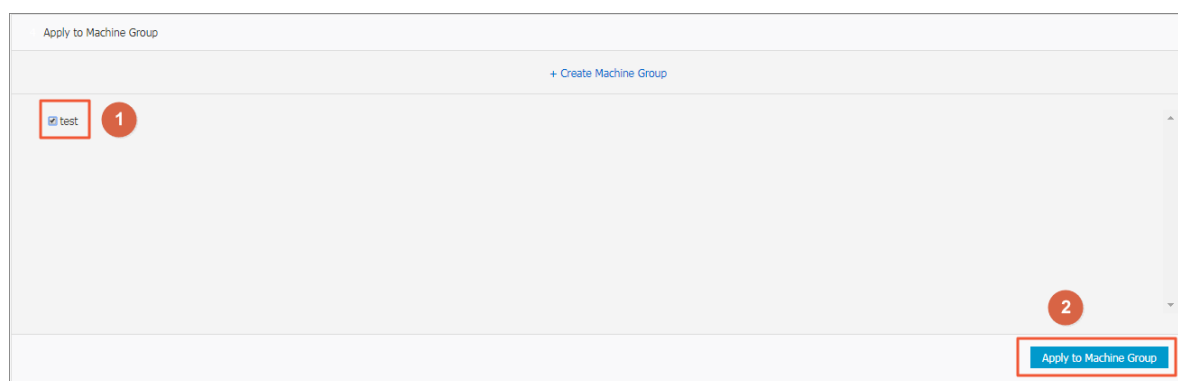 Apply to Machine Group
+ Create Machine Group
test
1
2
Apply to Machine Group